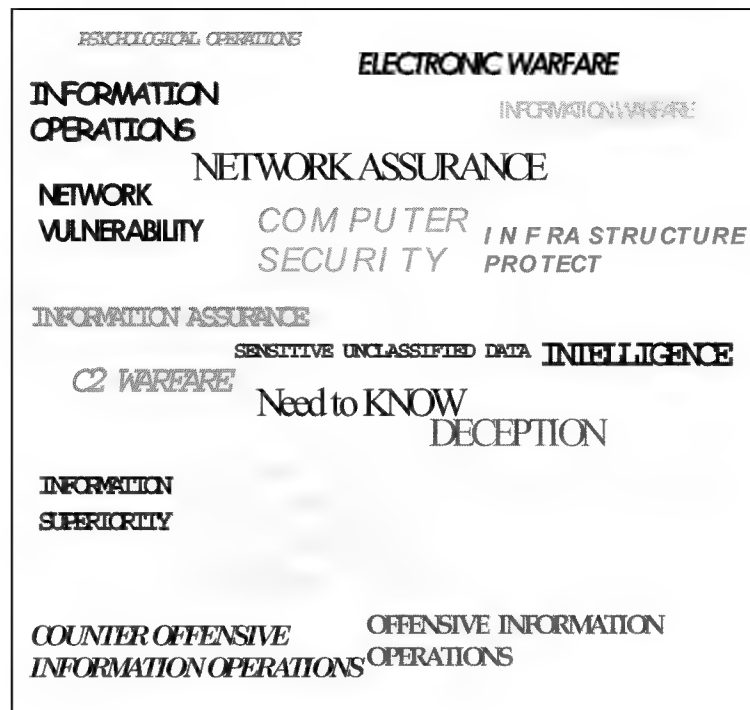 PSYCHOLOGICAL OPERATIONS
ELECTRONIC WARFARE
INFORMATION
OPERATIONS
INFORMATION WARFARE
NETWORK ASSURANCE
NETWORK
VULNERABILITY
COMPUTER
SECURITY
INFRASTRUCTURE
PROTECT
INFORMATION ASSURANCE
SENSITIVE UNCLASSIFIED DATA
INTELLIGENCE
C2 WARFARE
Need to KNOW
DECEPTION
INFORMATION
SUPERIORITY
COUNTER OFFENSIVE
INFORMATION OPERATIONS
OFFENSIVE INFORMATION
OPERATIONS